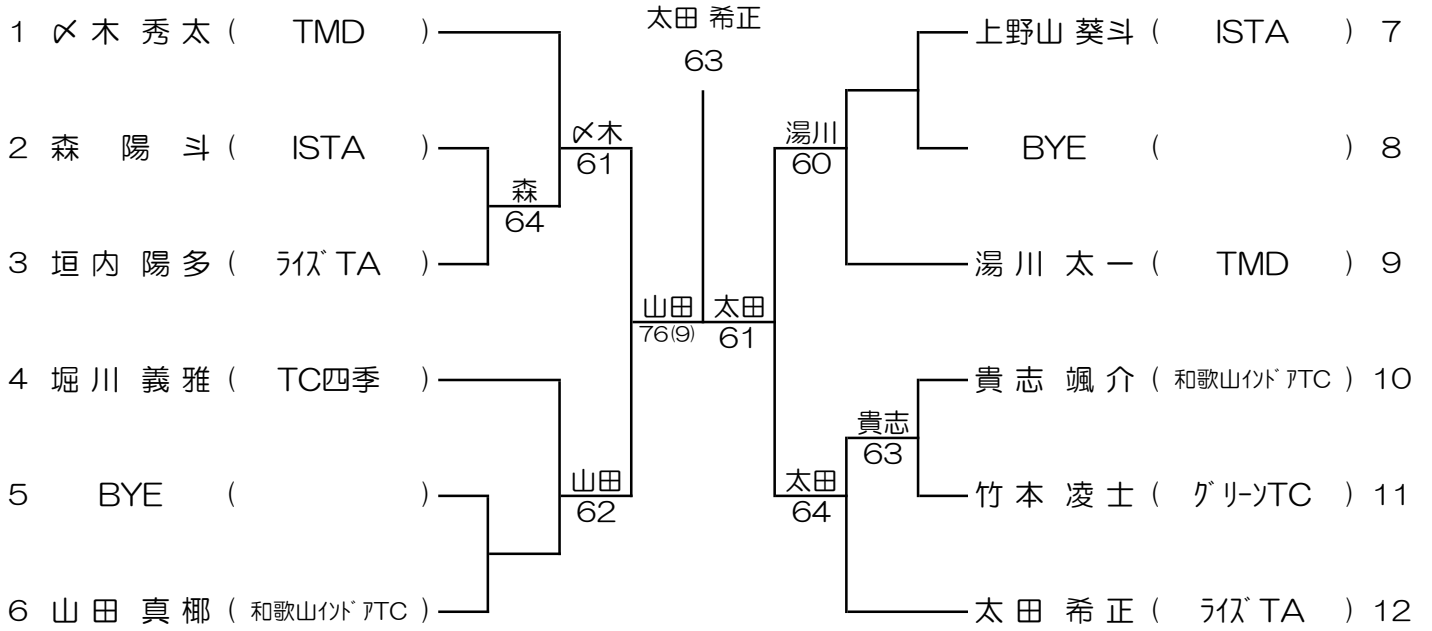 太田 希正
63
1 〆木 秀太 ( TMD )
2 森 陽 斗 ( ISTA )
3 垣内 陽多 ( ﾗｲｽﾞTA )
4 堀川 義雅 ( TC四季 )
5 BYE ( )
6 山田 真椰 ( 和歌山ｲﾝﾄﾞｱTC )
森
64
〆木
61
山田
62
山田
76(9)
太田
61
湯川
60
太田
64
貴志
63
上野山 葵斗 ( ISTA ) 7
BYE ( ) 8
湯川 太一 ( TMD ) 9
貴志 颯介 ( 和歌山ｲﾝﾄﾞｱTC ) 10
竹本 凌士 ( ｸﾞﾘｰﾝTC ) 11
太田 希正 ( ﾗｲｽﾞTA ) 12